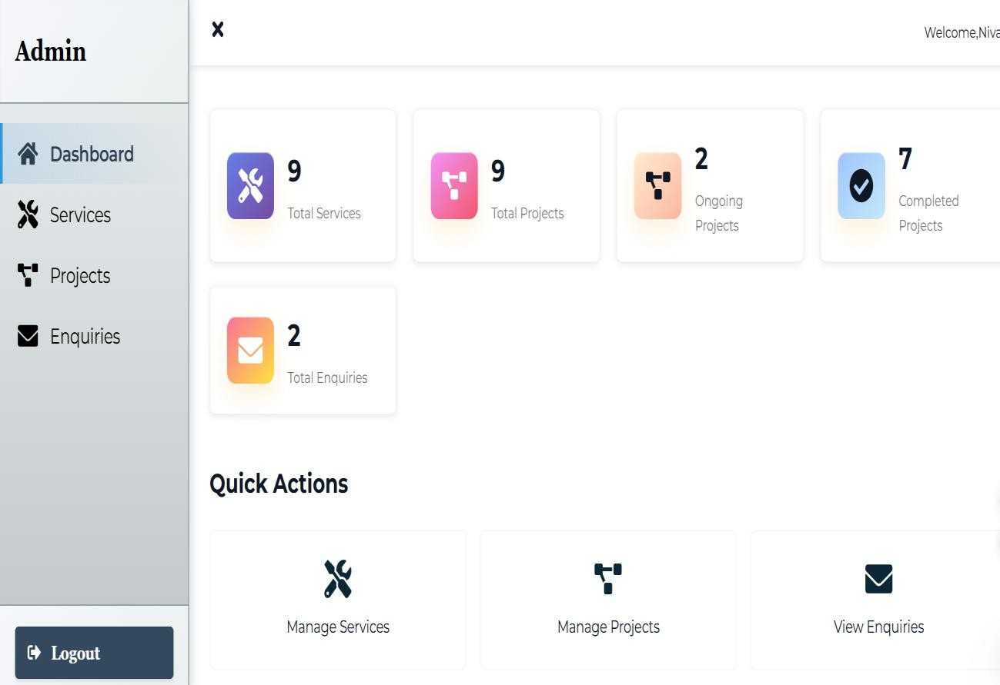 Admin
Dashboard
Services
Projects
Enquiries
Logout
Welcome,Niva
9
Total Services
9
Total Projects
2
Ongoing
Projects
7
Completed
Projects
2
Total Enquiries
Quick Actions
Manage Services
Manage Projects
View Enquiries